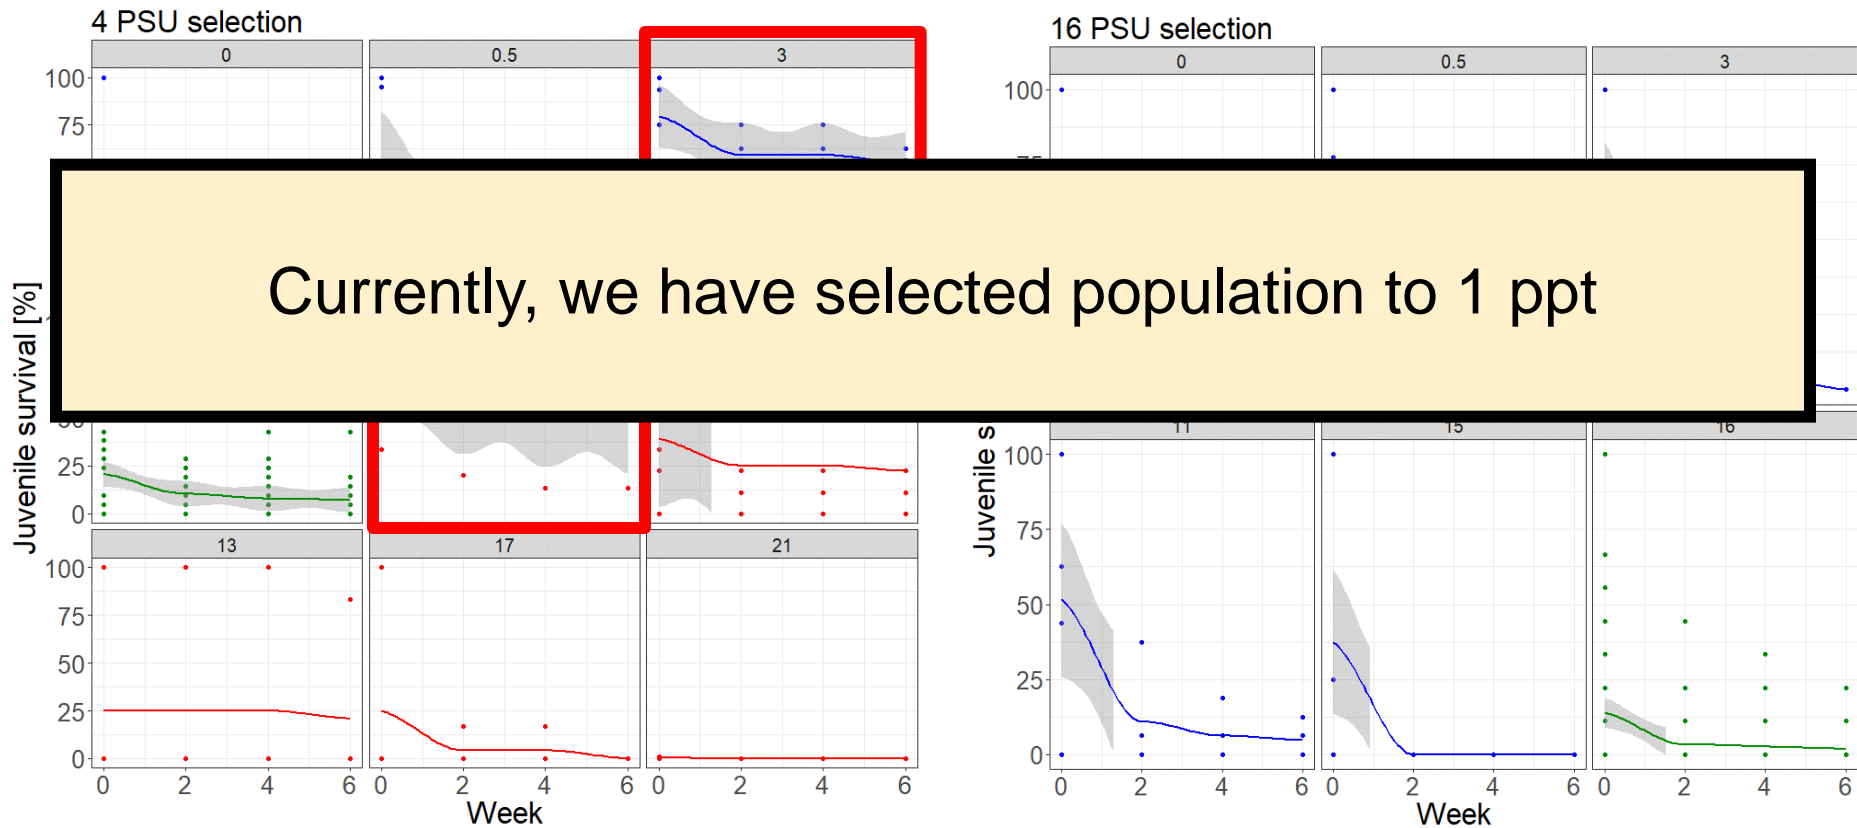 4 PSU selection
16 PSU selection
0 0.5 3
0 0.5 3
100
75
100
Currently, we have selected population to 1 ppt
Juvenile survival [%]
25
0
Juvenile s
11 15 16
100
75
50
25
0
13 17 21
100
75
50
25
0
0 2 4 6 0 2 4 6 0 2 4 6
Week
0 2 4 6 0 2 4 6 0 2 4 6
Week